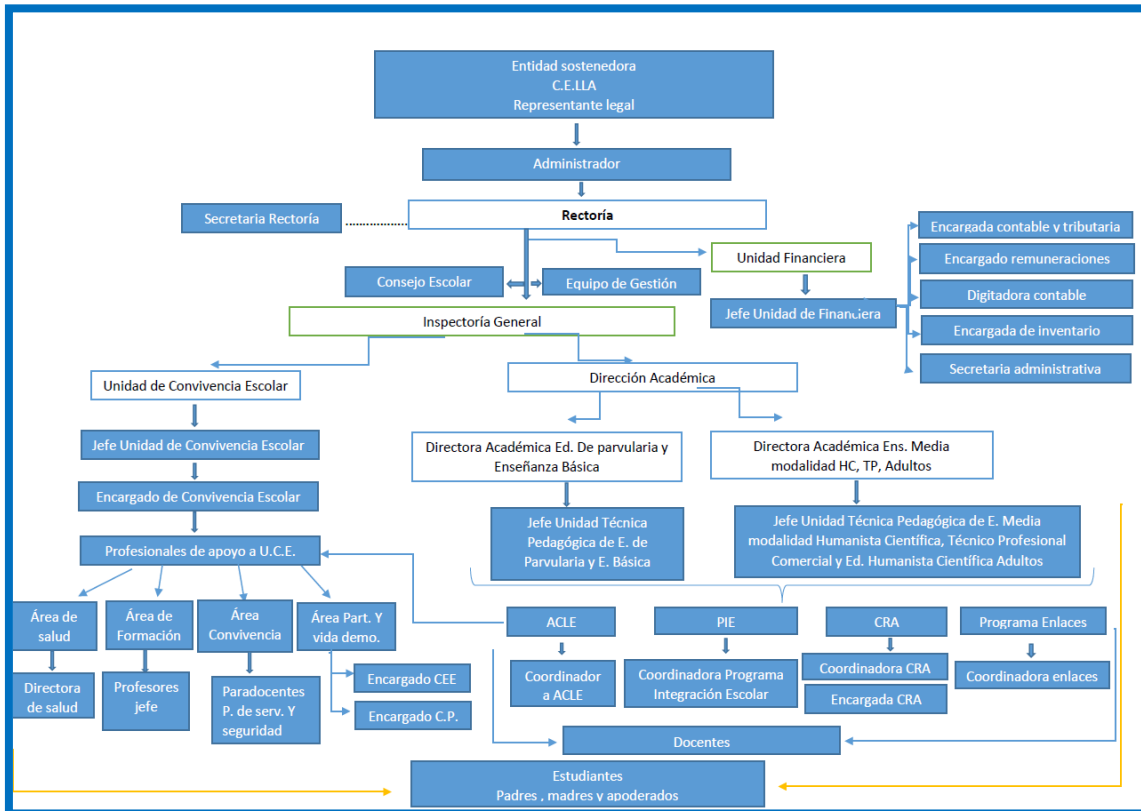 Entidad sostenedora
C.E.LLA
Representante legal
Administrador
Secretaria Rectoría
Rectoría
Consejo Escolar
Equipo de Gestión
Unidad Financiera
Jefe Unidad de Financiera
Encargada contable y tributaria
Encargado remuneraciones
Digitadora contable
Encargada de inventario
Secretaria administrativa
Inspectoría General
Unidad de Convivencia Escolar
Dirección Académica
Jefe Unidad de Convivencia Escolar
Encargado de Convivencia Escolar
Profesionales de apoyo a U.C.E.
Directora Académica Ed. De parvularia y
Enseñanza Básica
Directora Académica Ens. Media
modalidad HC, TP, Adultos
Jefe Unidad Técnica
Pedagógica de E. de
Parvularia y E. Básica
Jefe Unidad Técnica Pedagógica de E. Media
modalidad Humanista Científica, Técnico Profesional
Comercial y Ed. Humanista Científica Adultos
Área de
salud
Área de
Formación
Área
Convivencia
Área Part. Y
vida demo.
Directora
de salud
Profesores
jefe
Paradocentes
P. de serv. Y
seguridad
Encargado CEE
Encargado C.P.
ACLE
PIE
CRA
Programa Enlaces
Coordinador
a ACLE
Coordinadora Programa
Integración Escolar
Coordinadora CRA
Encargada CRA
Coordinadora enlaces
Docentes
Estudiantes
Padres , madres y apoderados